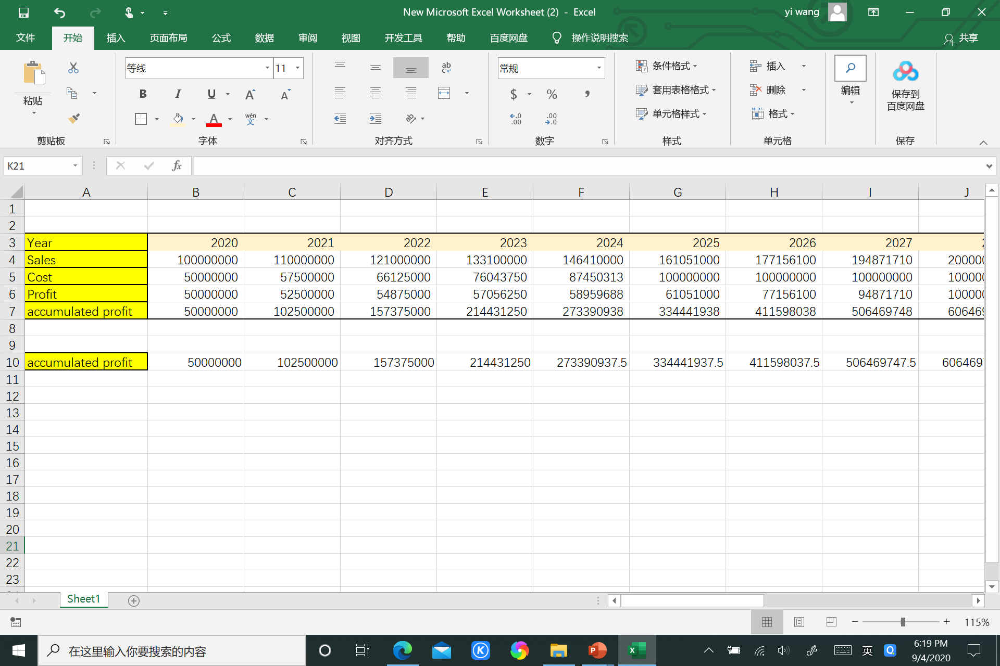 New Microsoft Excel Worksheet (2) - Excel
yi wang
文件 开始 插入 页面布局 公式 数据 审阅 视图 开发工具 帮助 百度网盘 操作说明搜索 共享
等线 11 ab c 常规 条件格式 插入
粘贴 B I U A A $ % , 套用表格格式 删除 编辑 保存到 百度网盘
A wén 文 .0 .00 .00 .0 单元格样式 格式
剪贴板 字体 对齐方式 数字 样式 单元格 保存
K21 fx
A B C D E F G H I J
1
2
3 Year 2020 2021 2022 2023 2024 2025 2026 2027
4 Sales 100000000 110000000 121000000 133100000 146410000 161051000 177156100 194871710 20000
5 Cost 50000000 57500000 66125000 76043750 87450313 100000000 100000000 100000000 10000
6 Profit 50000000 52500000 54875000 57056250 58959688 61051000 77156100 94871710 10000
7 accumulated profit 50000000 102500000 157375000 214431250 273390938 334441938 411598038 506469748 60646
8
9
10 accumulated profit 50000000 102500000 157375000 214431250 273390937.5 334441937.5 411598037.5 506469747.5 606469
11
12
13
14
15
16
17
18
19
20
21
22
23
Sheet1
115%
在这里输入你要搜索的内容
K P X 英 Q
6:19 PM
9/4/2020